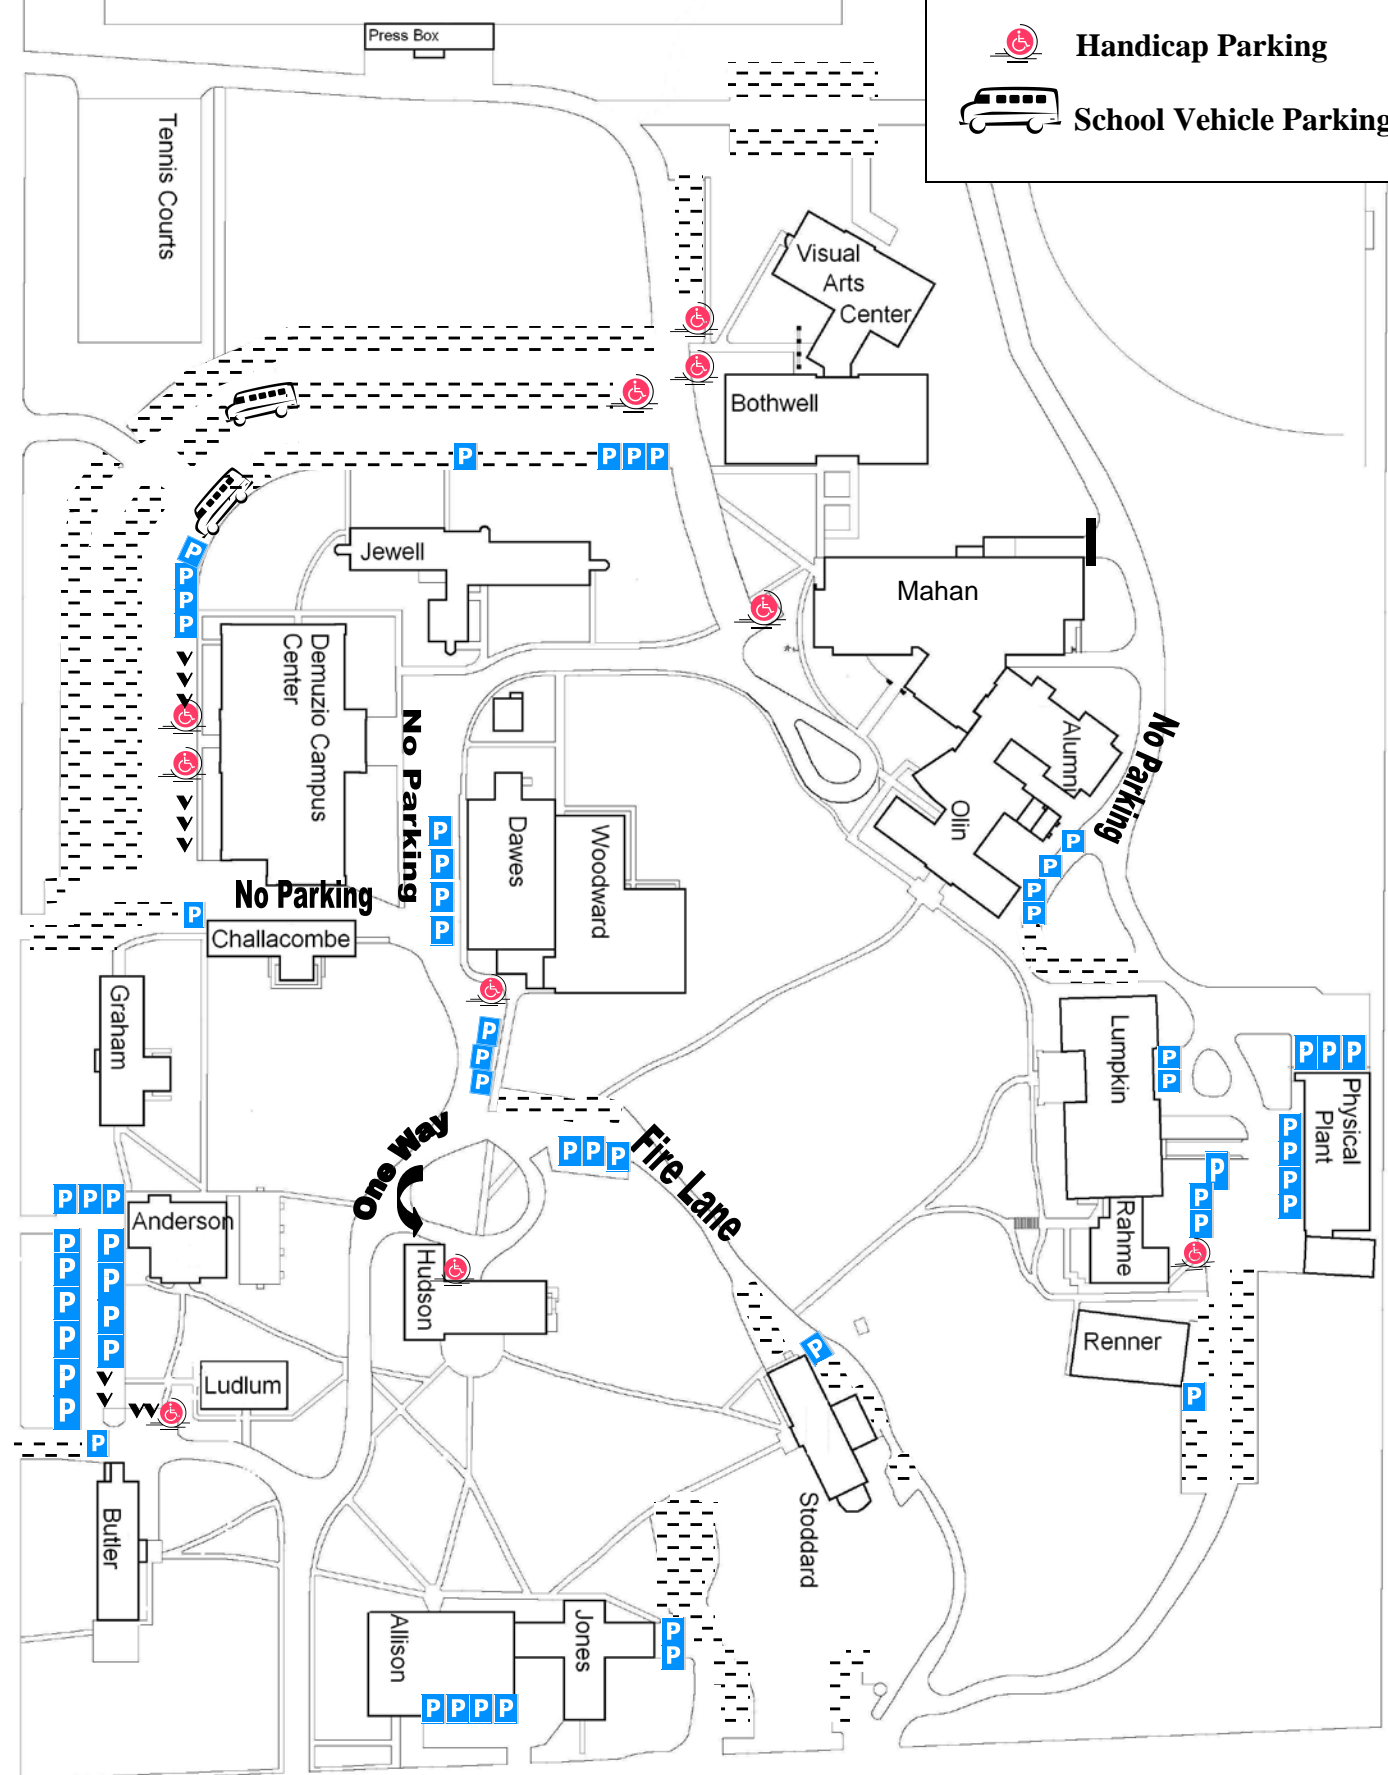 Press Box
Handicap Parking
School Vehicle Parking
Tennis Courts
Visual
Arts
Center
Bothwell
P
P P P
Jewell
P
P
P
P
Mahan
Demuzio Campus
Center
No Parking
Alumni
No Parking
Olin
Dawes
Woodward
P
P
P
P
P
P
P
P
No Parking
P
Challacombe
Graham
Lumpkin
P
P
P P P
Physical
Plant
P
P
P
P
P
P
P
One Way
P P P
Fire Lane
P
P
P
P P P
Anderson
P
P
P
P
P
P
P
P
P
P
Hudson
Rahme
Renner
P
P
Ludlum
P
Butler
Stoddard
Allison
Jones
P
P
P P P P